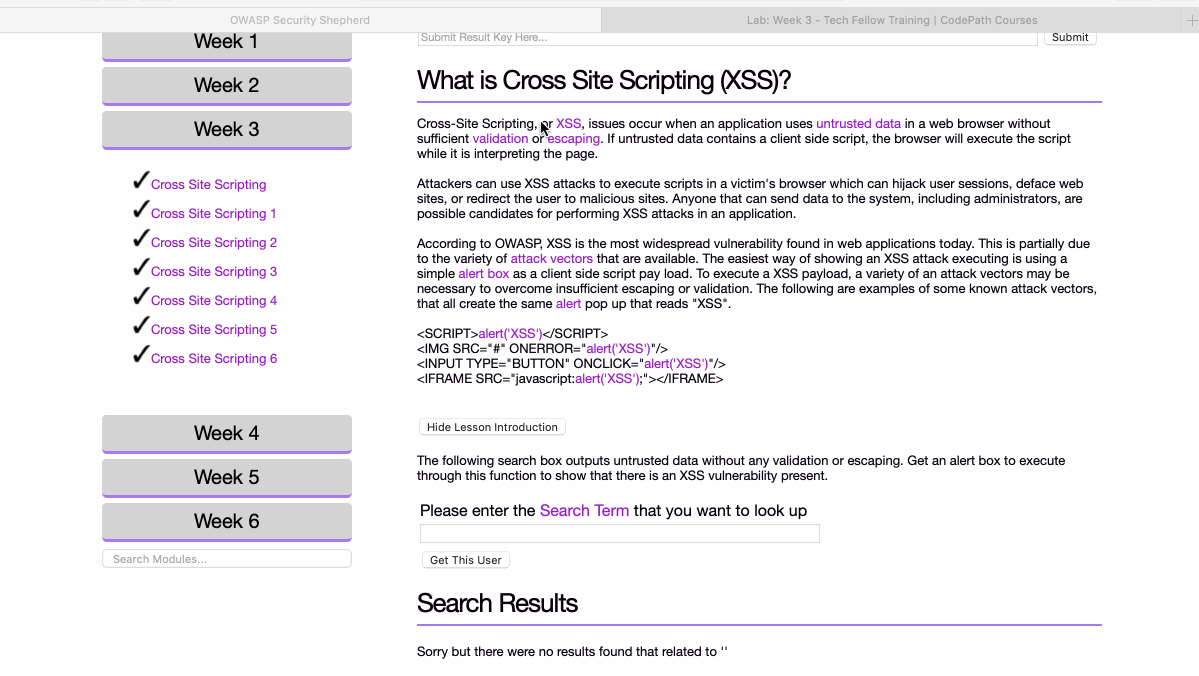 OWASP Security Shepherd
Lab: Week 3 - Tech Fellow Training | CodePath Courses
Week 1
Week 2
Week 3
Cross Site Scripting
Cross Site Scripting 1
Cross Site Scripting 2
Cross Site Scripting 3
Cross Site Scripting 4
Cross Site Scripting 5
Cross Site Scripting 6
Week 4
Week 5
Week 6
Search Modules...
Submit Result Key Here...
Submit
What is Cross Site Scripting (XSS)?
Cross-Site Scripting, or XSS, issues occur when an application uses untrusted data in a web browser without
sufficient validation or escaping. If untrusted data contains a client side script, the browser will execute the script
while it is interpreting the page.
Attackers can use XSS attacks to execute scripts in a victim's browser which can hijack user sessions, deface web
sites, or redirect the user to malicious sites. Anyone that can send data to the system, including administrators, are
possible candidates for performing XSS attacks in an application.
According to OWASP, XSS is the most widespread vulnerability found in web applications today. This is partially due
to the variety of attack vectors that are available. The easiest way of showing an XSS attack executing is using a
simple alert box as a client side script pay load. To execute a XSS payload, a variety of an attack vectors may be
necessary to overcome insufficient escaping or validation. The following are examples of some known attack vectors,
that all create the same alert pop up that reads "XSS".
<SCRIPT>alert('XSS')</SCRIPT>
<IMG SRC="#" ONERROR="alert('XSS')"/>
<INPUT TYPE="BUTTON" ONCLICK="alert('XSS')"/>
<IFRAME SRC="javascript:alert('XSS');"></IFRAME>
Hide Lesson Introduction
The following search box outputs untrusted data without any validation or escaping. Get an alert box to execute
through this function to show that there is an XSS vulnerability present.
Please enter the Search Term that you want to look up
Get This User
Search Results
Sorry but there were no results found that related to ''